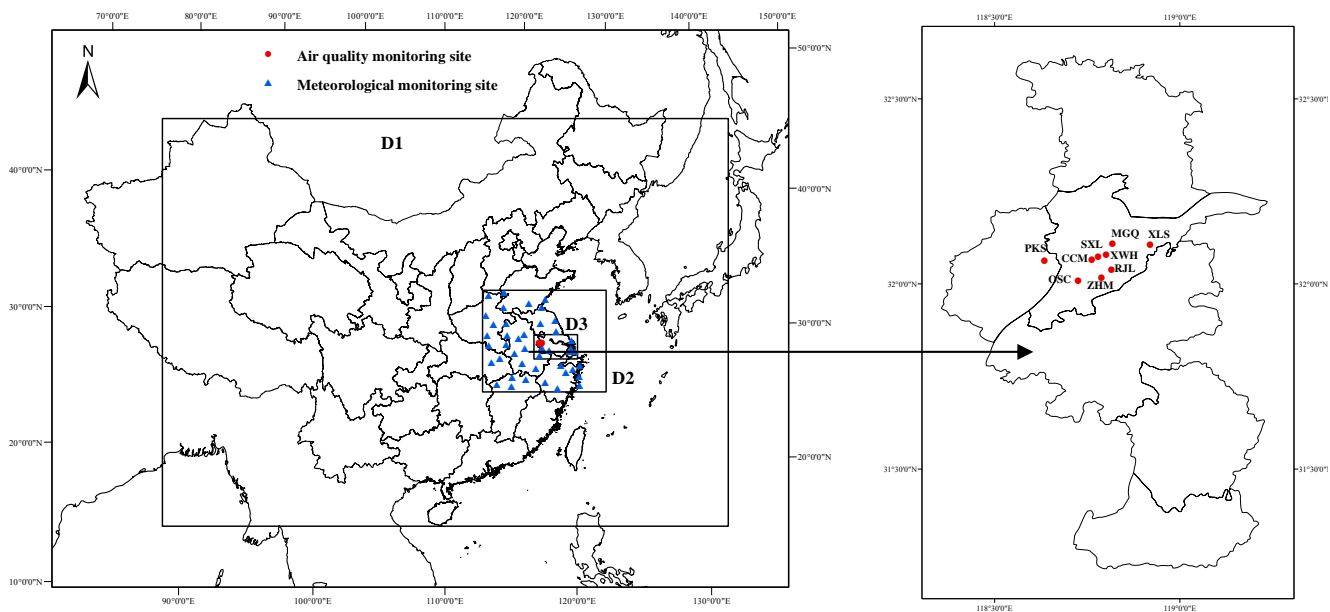 70°0'0"E 80°0'0"E 90°0'0"E 100°0'0"E 110°0'0"E 120°0'0"E 130°0'0"E 140°0'0"E 150°0'0"E
N
Air quality monitoring site
Meteorological monitoring site
50°0'0"N
D1
40°0'0"N
40°0'0"N
30°0'0"N
30°0'0"N
D3
D2
20°0'0"N
20°0'0"N
10°0'0"N
90°0'0"E 100°0'0"E 110°0'0"E 120°0'0"E 130°0'0"E
118°30'0"E 119°0'0"E
32°30'0"N 32°30'0"N
MGQ XLS
PKS SXL
CCM XWH
RJL
OSC ZHM
32°0'0"N 32°0'0"N
31°30'0"N 31°30'0"N
118°30'0"E 119°0'0"E